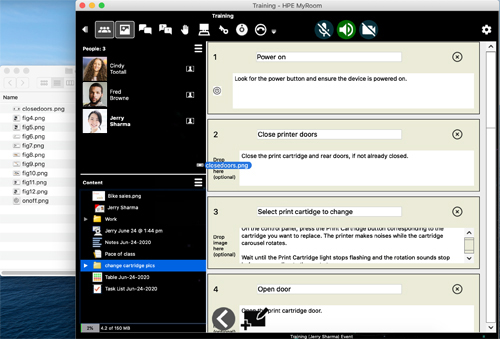 Training - HPE MyRoom
Training
People: 3
Cindy
Tootall
Fred
Browne
Jerry
Sharma
Name
closedoors.png
fig4.png
fig5.png
fig6.png
fig7.png
fig8.png
fig9.png
fig10.png
fig11.png
fig12.png
onoff.png
Content
Bike sales.png
Jerry Sharma
Work
Jerry June 24 @ 1:44 pm
Notes Jun-24-2020
Pace of class
change cartridge pics
Table Jun-24-2020
Task List Jun-24-2020
2%
4.2 of 150 MB
1
Power on
Look for the power button and ensure the device is powered on.
2
Close printer doors
Close the print cartridge and rear doors, if not already closed.
Drop
closedoors.png
here
(optional)
3
Select print cartidge to change
Drop
image
here
(optional)
On the control panel, press the Print Cartridge button corresponding to the
cartridge you want to replace. The printer makes noises while the cartridge
carousel rotates.
Wait until the Print Cartridge light stops flashing and the rotation sounds stop
4
Open door
Drop
Open the print cartridge door.
Training (Jerry Sharma) Event